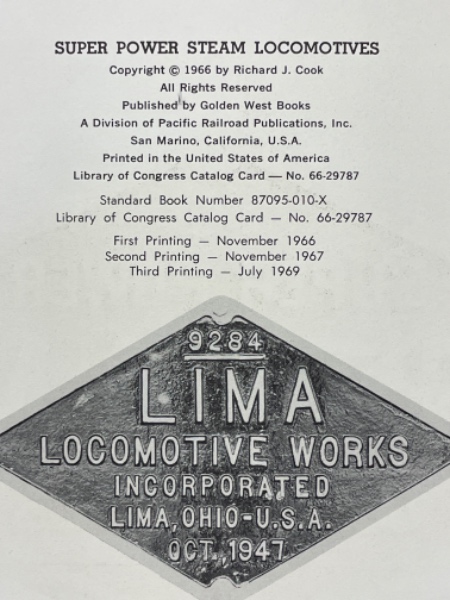 SUPER POWER STEAM LOCOMOTIVES
Copyright © 1966 by Richard J. Cook
All Rights Reserved
Published by Golden West Books
A Division of Pacific Railroad Publications, Inc.
San Marino, California, U.S.A.
Printed in the United States of America
Library of Congress Catalog Card — No. 66-29787
Standard Book Number 87095-010-X
Library of Congress Catalog Card — No. 66-29787
First Printing — November 1966
Second Printing — November 1967
Third Printing — July 1969
9284
LIMA
LOCOMOTIVE WORKS
INCORPORATED
LIMA, OHIO-U.S.A.
OCT. 1947